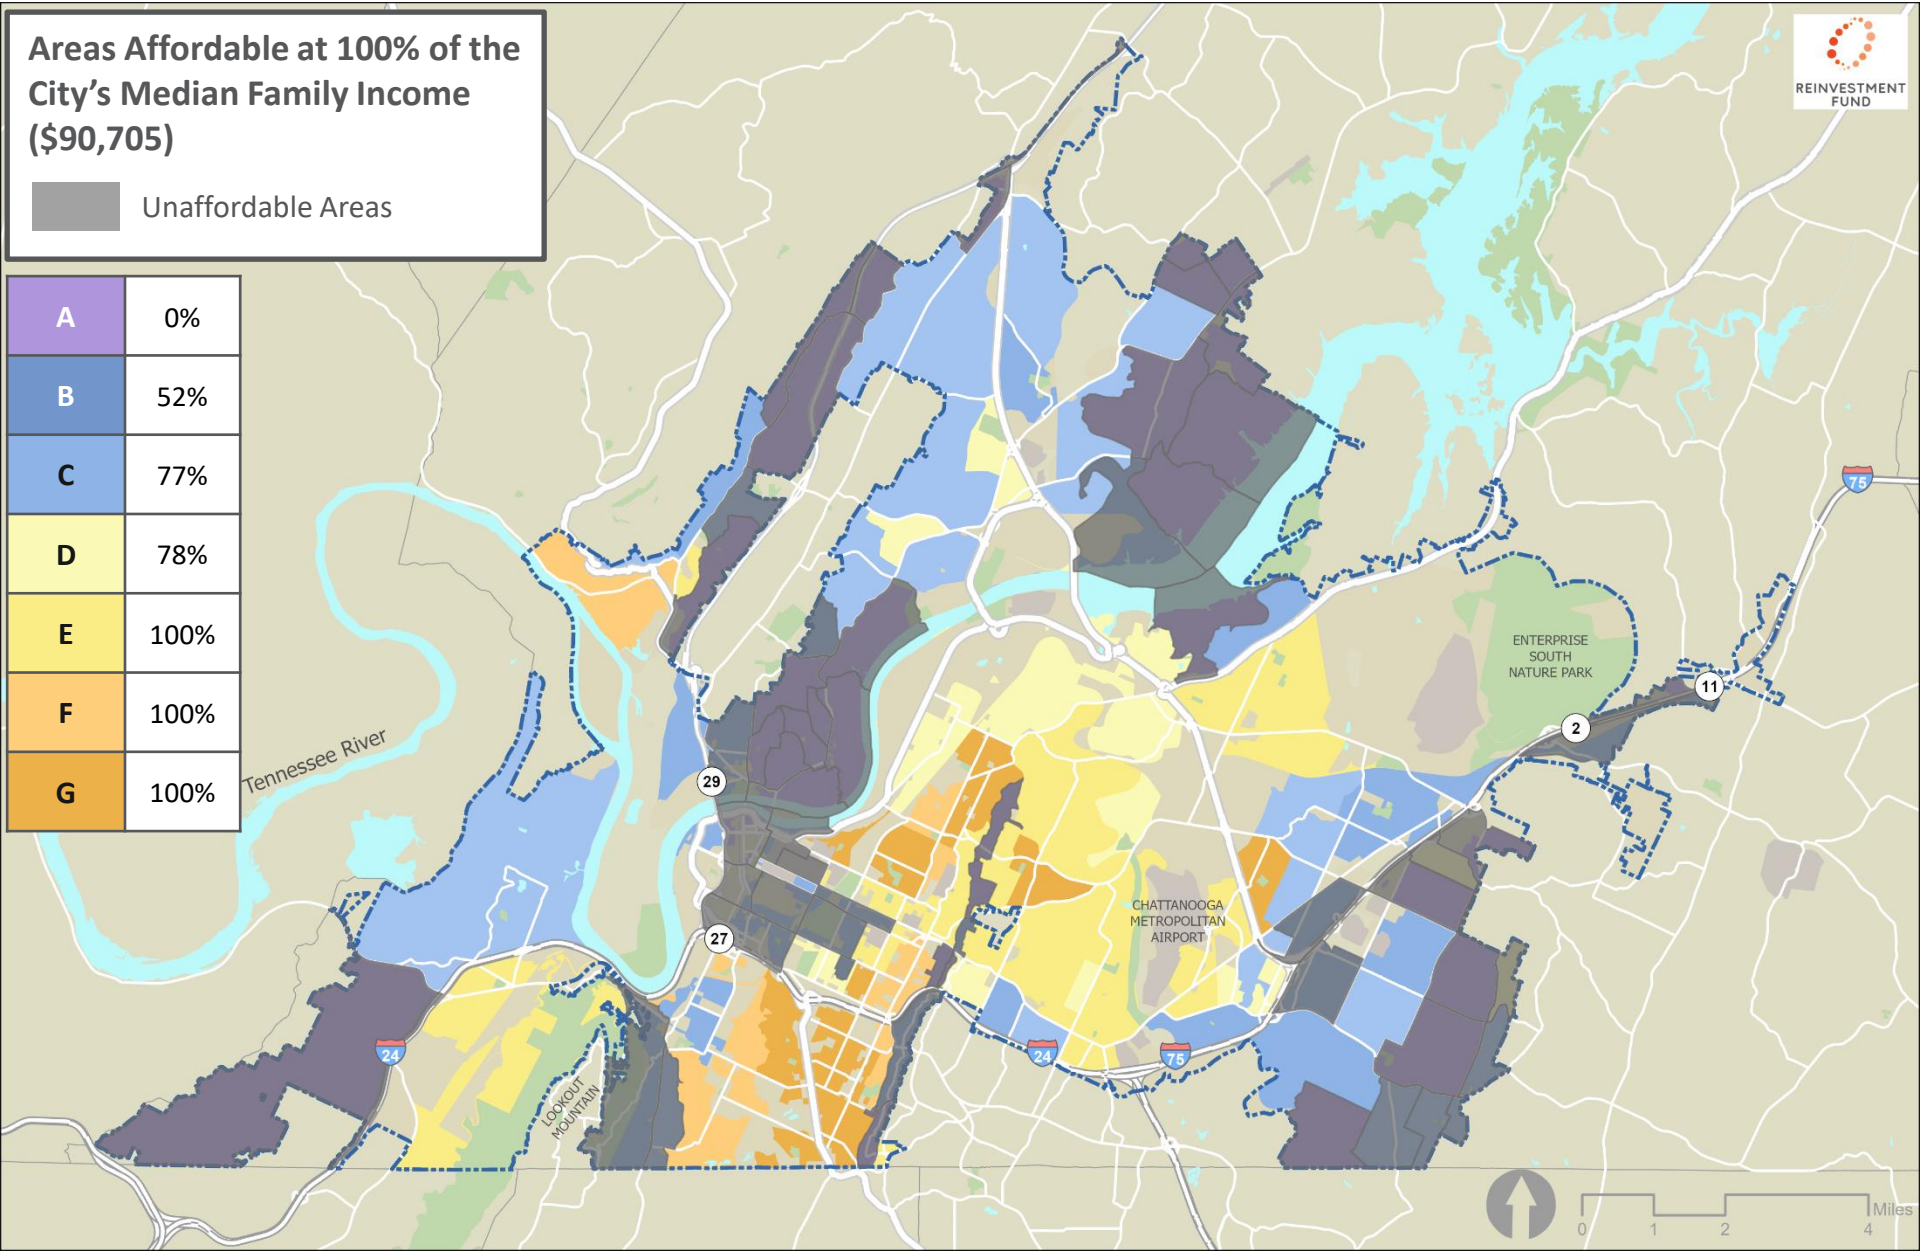 Areas Affordable at 100% of the
City's Median Family Income
($90,705)
Unaffordable Areas
REINVESTMENT
FUND
A 0%
B 52%
C 77%
D 78%
E 100%
F 100%
G 100%
Tennessee River
75
ENTERPRISE
SOUTH
NATURE PARK
11
2
29
CHATTANOOGA
METROPOLITAN
AIRPORT
27
24
24
75
LOOKOUT
MOUNTAIN
Miles
0 1 2 4